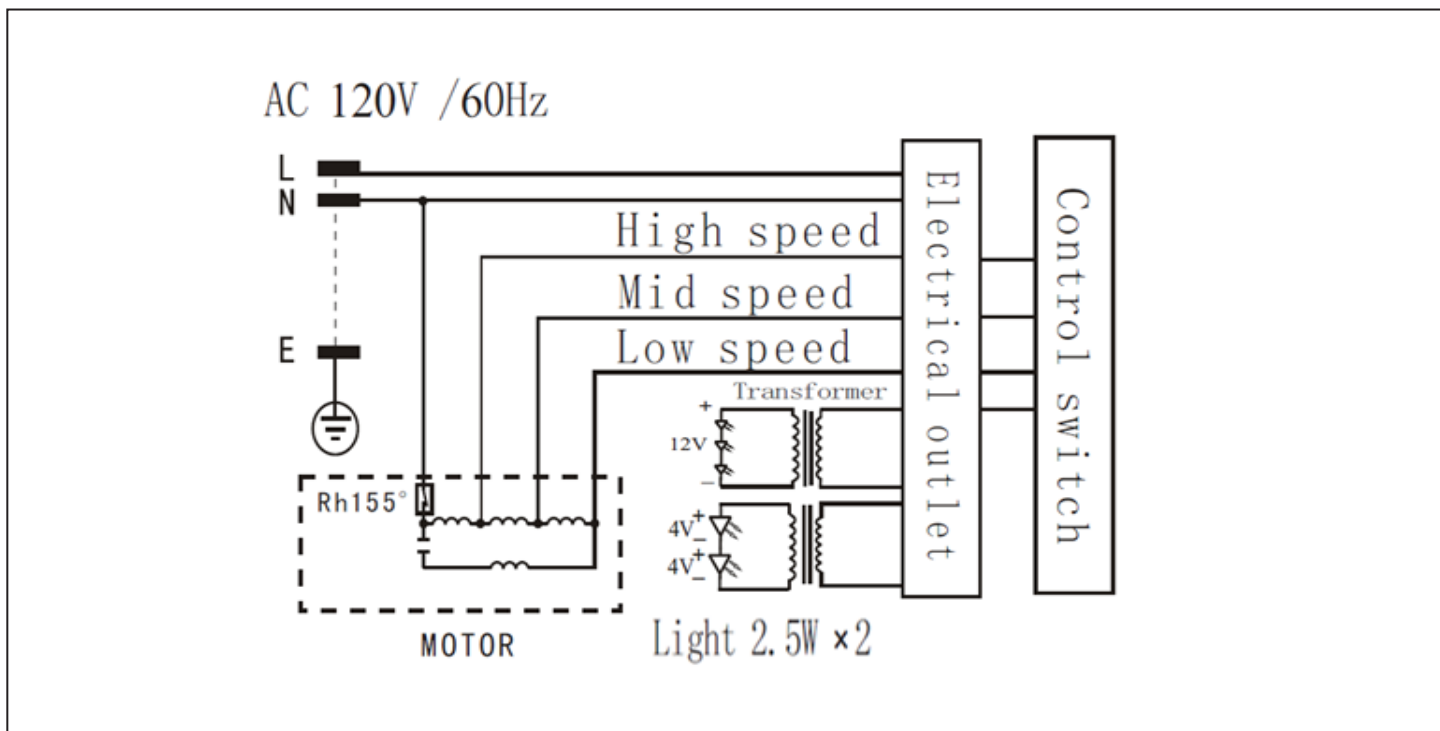 AC 120V /60Hz
L
N
High speed
Mid speed
E
Low speed
Transformer
+
12V
−
Rh155°
4V+
−
4V+
−
MOTOR
Light 2.5W ×2
Electrical outlet
Control switch